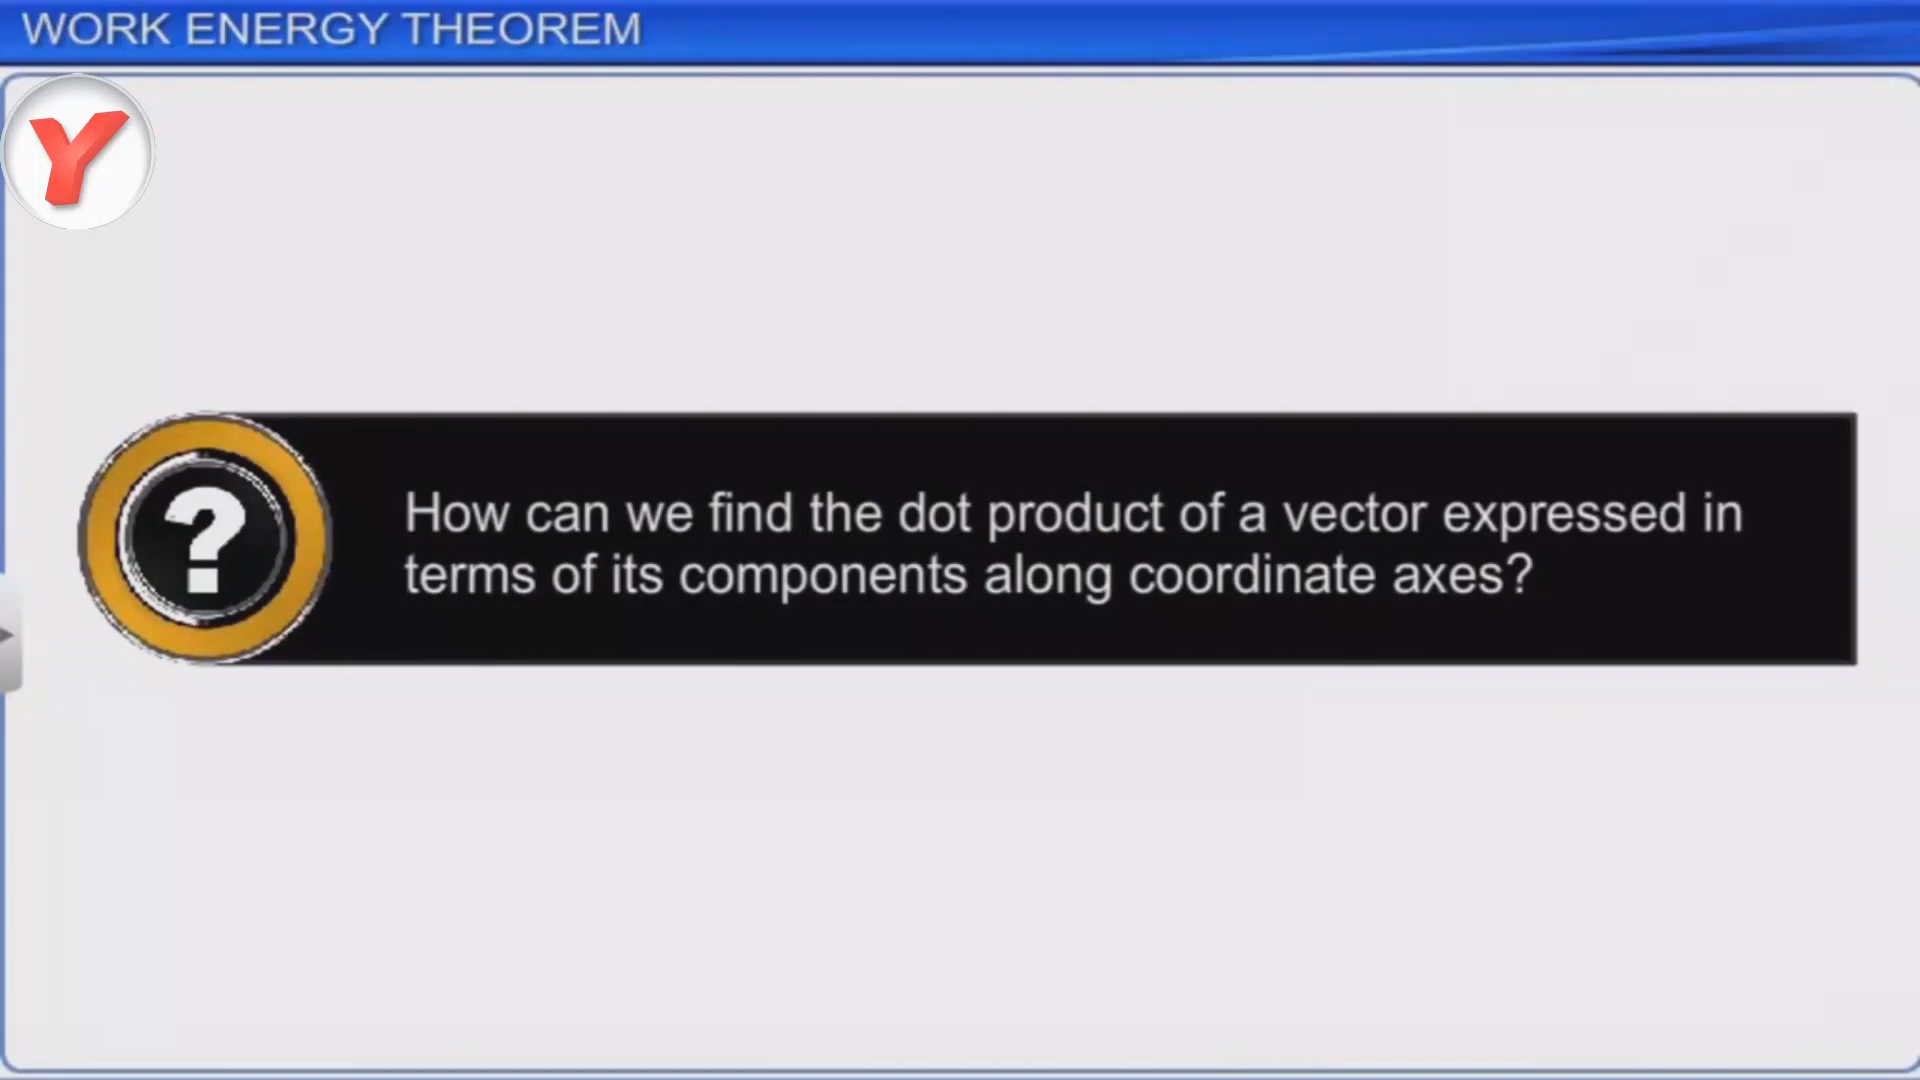 WORK ENERGY THEOREM
Y
?
How can we find the dot product of a vector expressed in
terms of its components along coordinate axes?